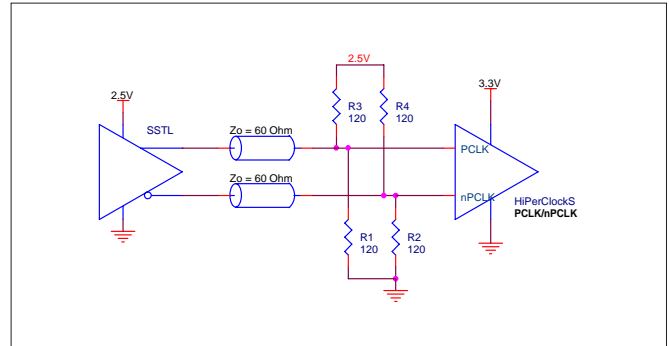 2.5V
2.5V
3.3V
SSTL
R3
120
R4
120
Zo = 60 Ohm
PCLK
Zo = 60 Ohm
nPCLK
HiPerClockS
PCLK/nPCLK
R1
120
R2
120